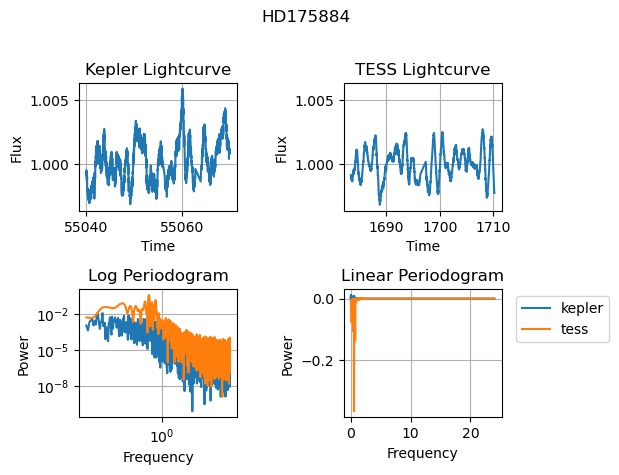 HD175884
Kepler Lightcurve
1.005
1.000
Flux
55040
55060
Time
TESS Lightcurve
1.005
1.000
Flux
1690
1700
1710
Time
Log Periodogram
10⁻²
10⁻⁵
10⁻⁸
Power
10⁰
Frequency
Linear Periodogram
0.0
−0.2
Power
0
10
20
Frequency
kepler
tess